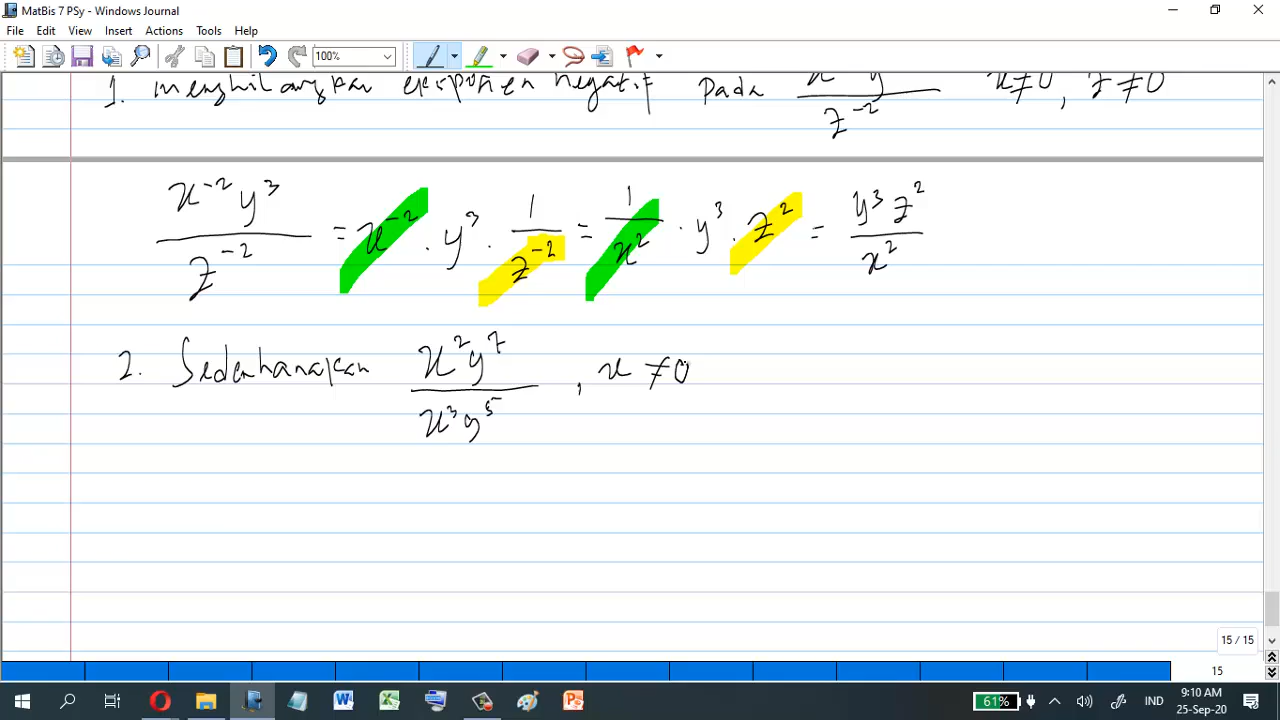 MatBis 7 PSy - Windows Journal
File Edit View Insert Actions Tools Help
100%
1. menghilangkan eksponen negatif pada x y / z⁻² x≠0, z≠0
x⁻²y³ / z⁻² = x⁻² . y³ . 1/z⁻² = 1/x² . y³ . z² = y³z² / x²
2. Sederhanakan x²y⁷ / x³y⁵ , x ≠0
15 / 15
15
61% IND 9:10 AM
25-Sep-20